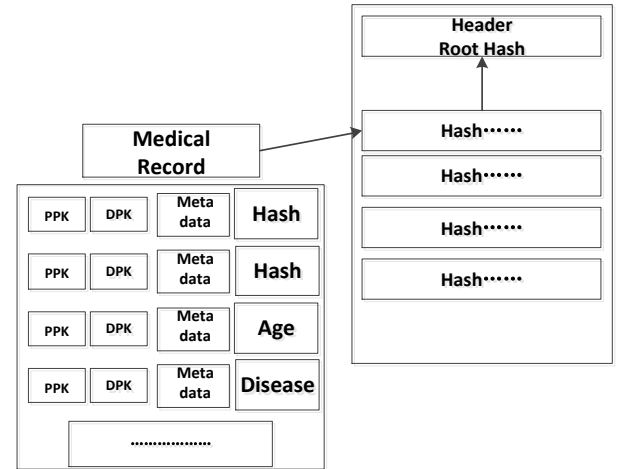 Header
Root Hash
Hash……
Hash……
Hash……
Hash……
Medical
Record
PPK DPK Meta data Hash
PPK DPK Meta data Hash
PPK DPK Meta data Age
PPK DPK Meta data Disease
………………